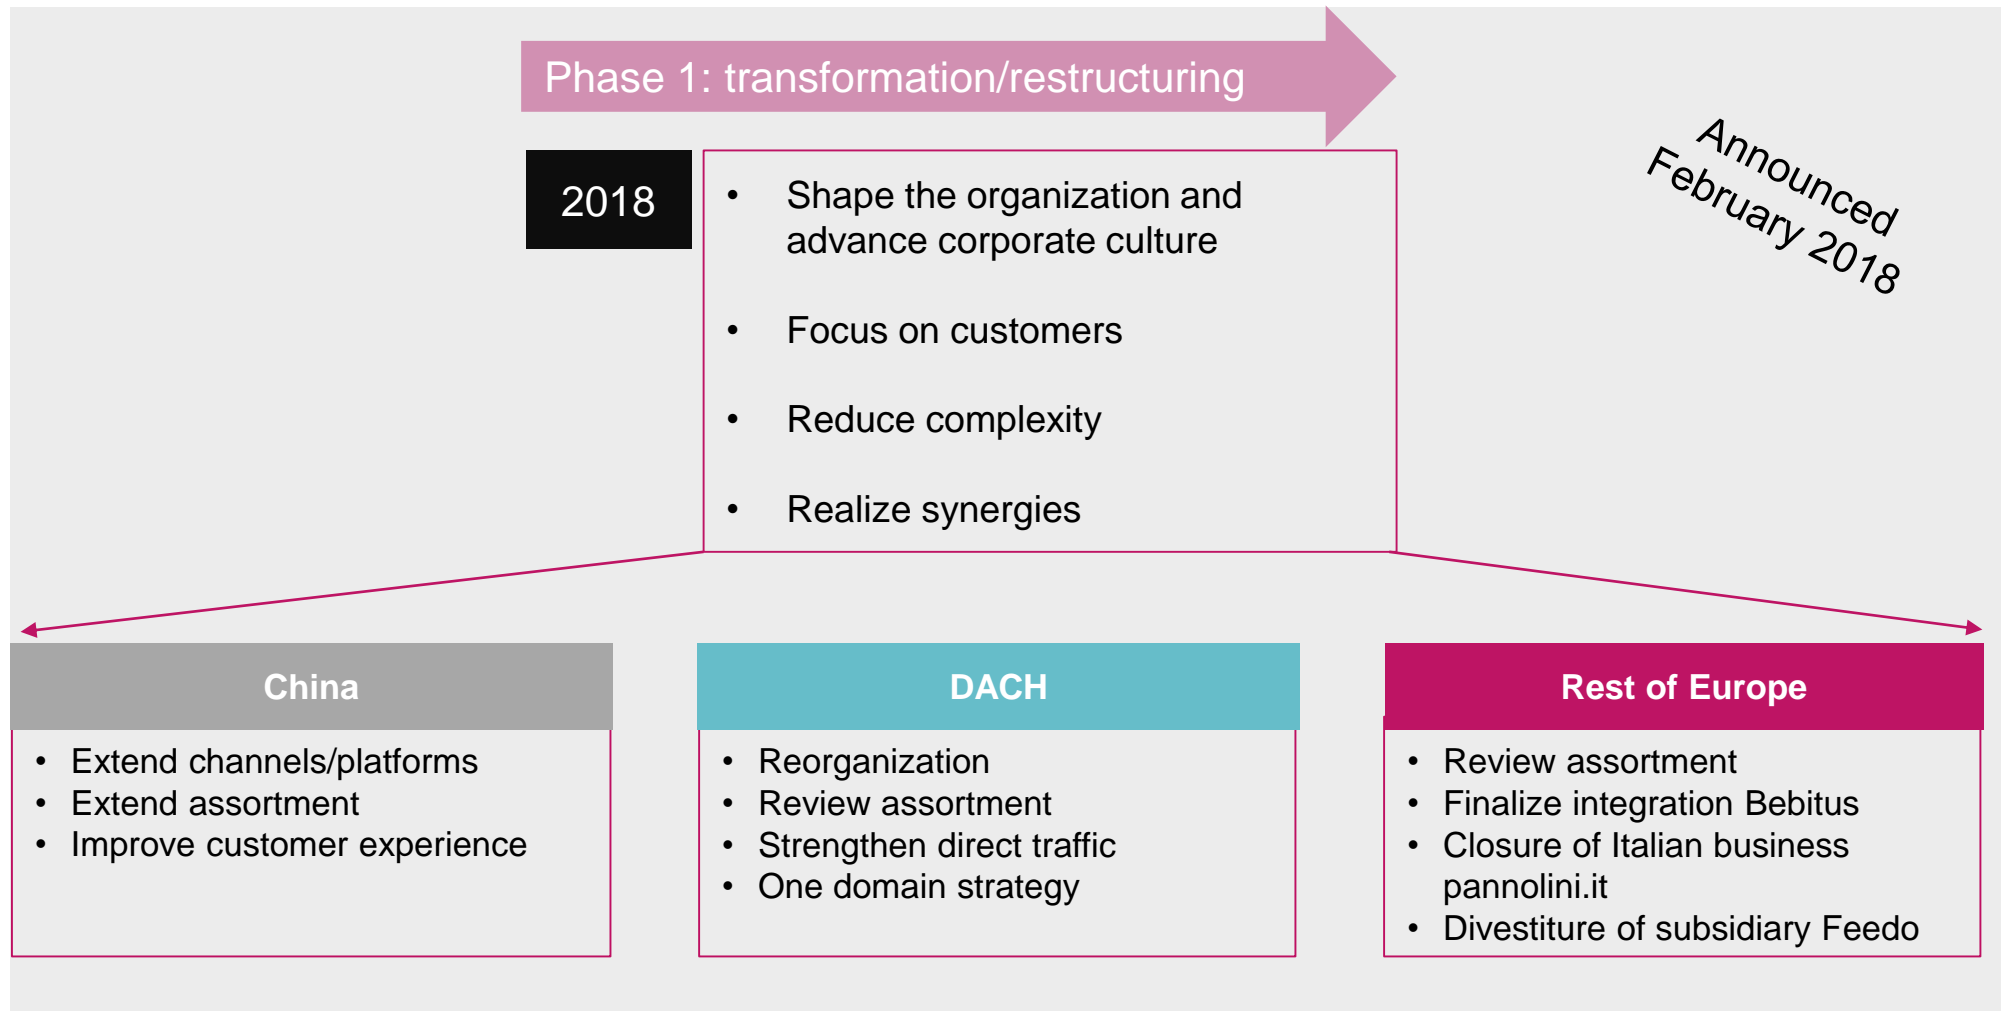 Phase 1: transformation/restructuring
Announced
February 2018
2018
• Shape the organization and
advance corporate culture
• Focus on customers
• Reduce complexity
• Realize synergies
China
• Extend channels/platforms
• Extend assortment
• Improve customer experience
DACH
• Reorganization
• Review assortment
• Strengthen direct traffic
• One domain strategy
Rest of Europe
• Review assortment
• Finalize integration Bebitus
• Closure of Italian business
pannolini.it
• Divestiture of subsidiary Feedo